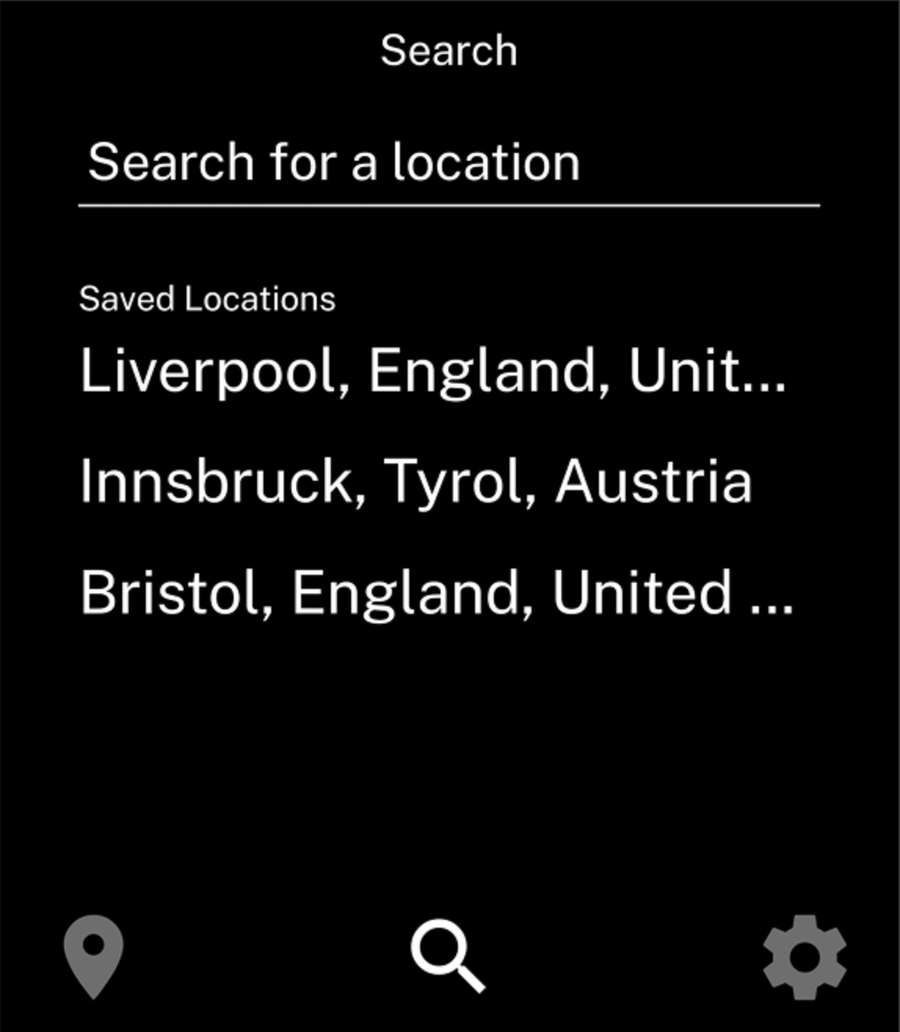 Search
Search for a location
Saved Locations
Liverpool, England, Unit...
Innsbruck, Tyrol, Austria
Bristol, England, United ...